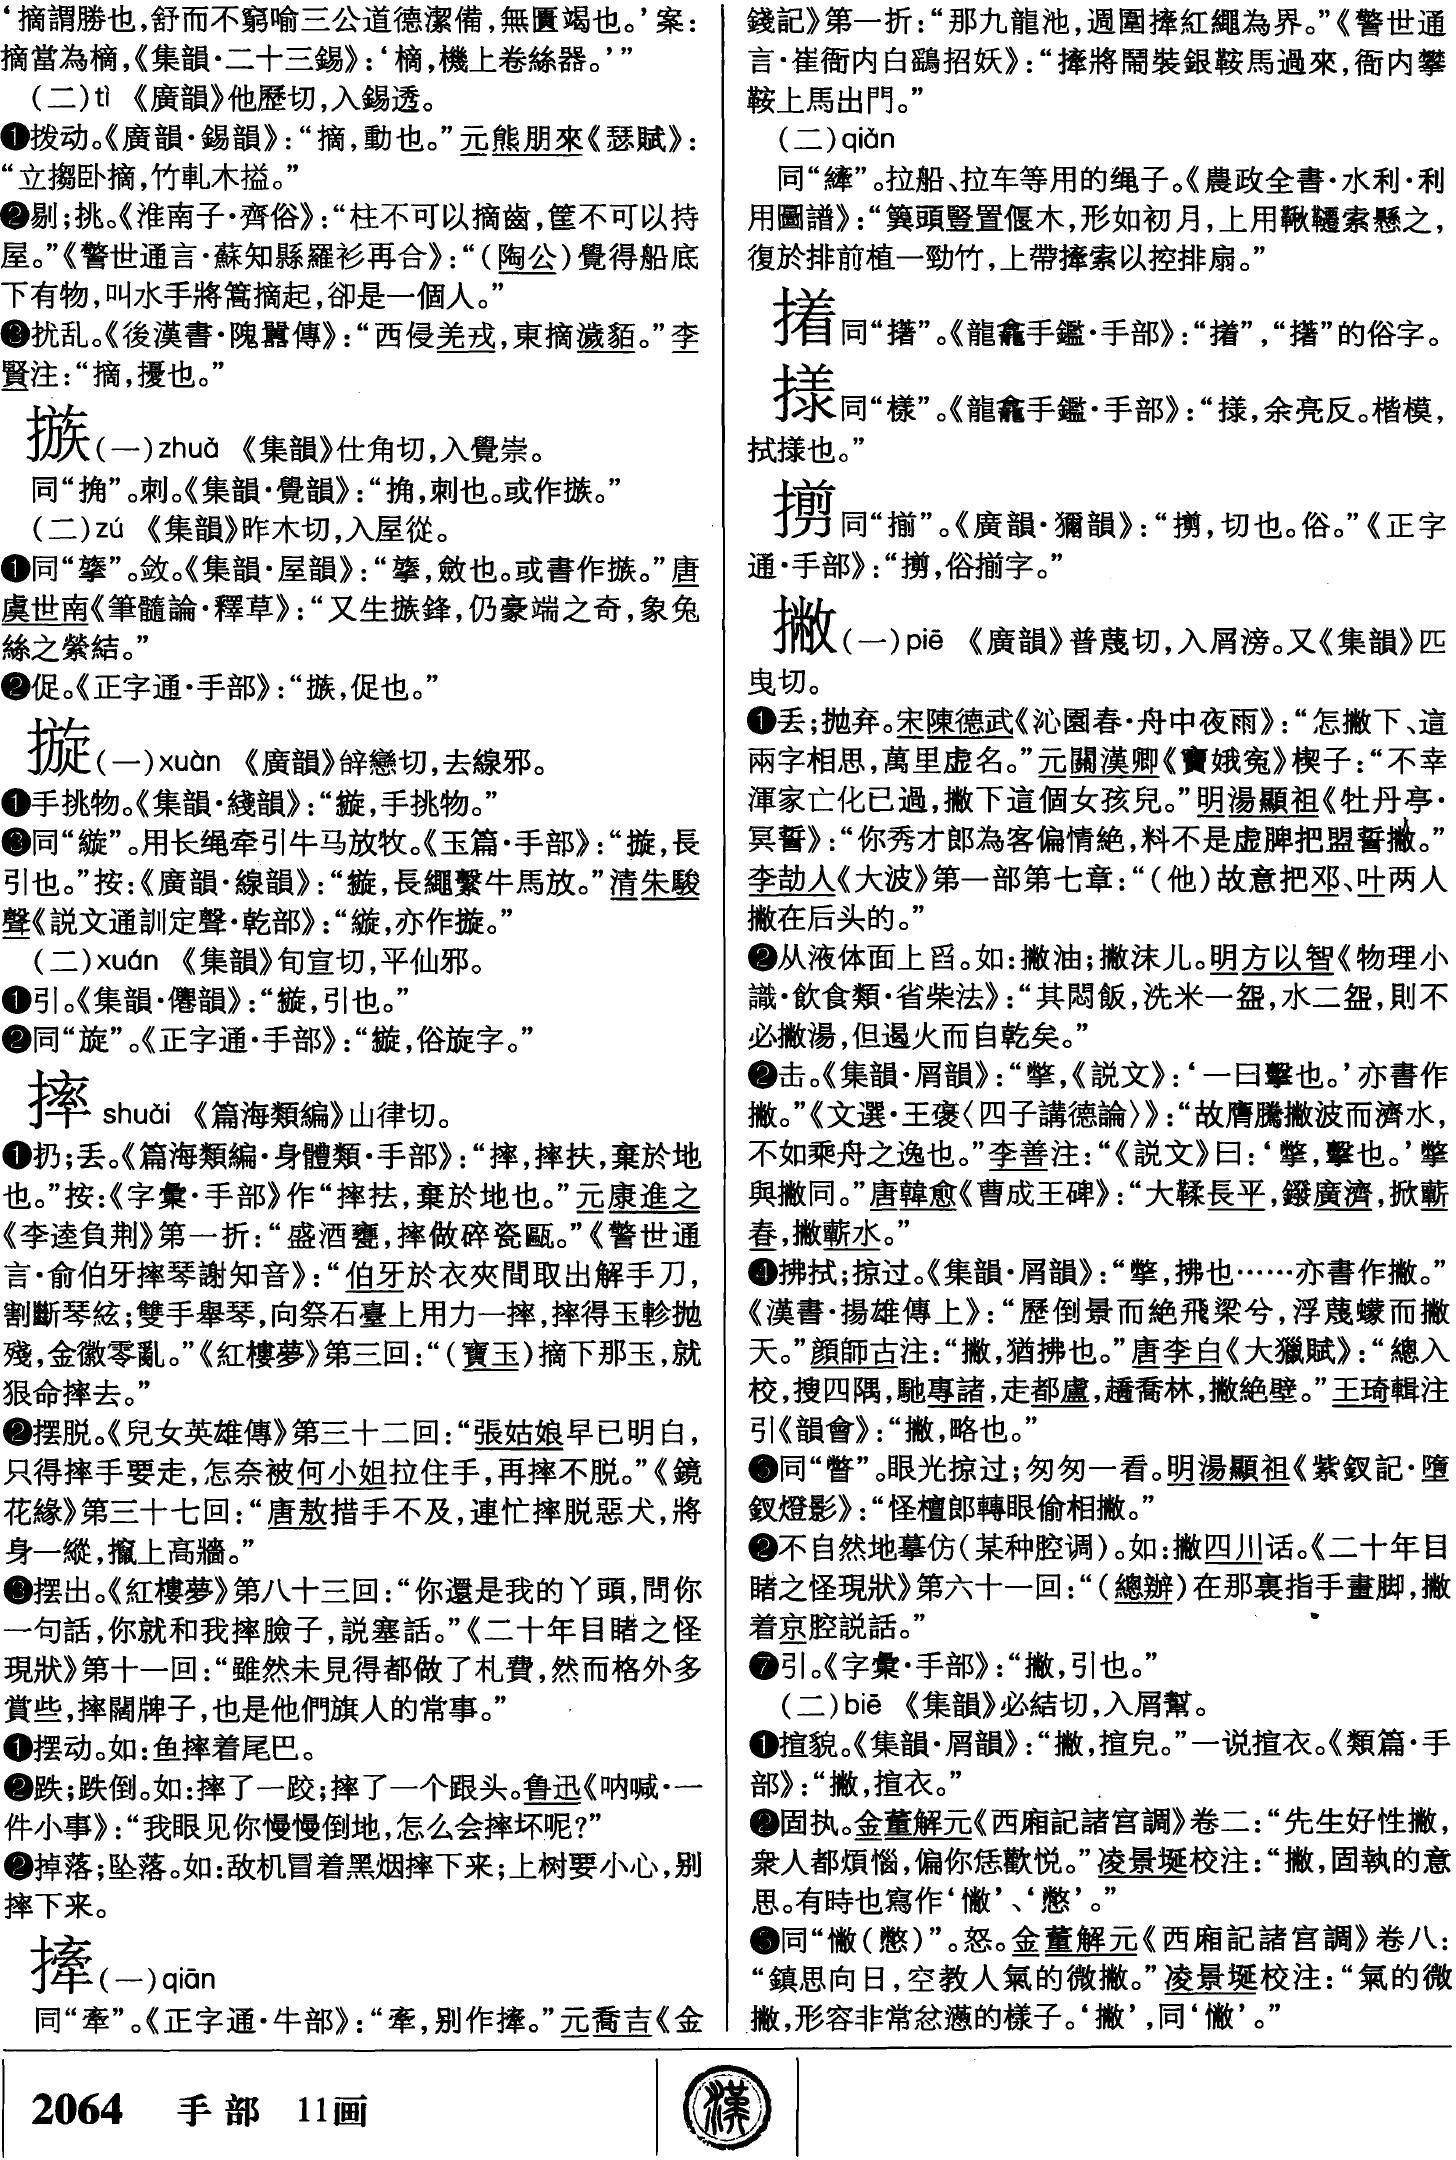 ‘摘謂勝也，舒而不窮喻三公道德潔備，無匱竭也。’案：
摘當為樀，《集韻·二十三錫》：‘樀，機上卷絲器。’”
（二）tì　《廣韻》他歷切，入錫透。
❶拨动。《廣韻·錫韻》：“摘，動也。”元熊朋來《瑟賦》：
“立搊卧摘，竹軋木搤。”
❷剔；挑。《淮南子·齊俗》：“柱不可以摘齒，筐不可以持
屋。”《警世通言·蘇知縣羅衫再合》：“（陶公）覺得船底
下有物，叫水手將篙摘起，卻是一個人。”
❸扰乱。《後漢書·隗囂傳》：“西侵羌戎，東摘濊貊。”李
賢注：“摘，擾也。”
㨞（一）zhuǎ　《集韻》仕角切，入覺崇。
同“捔”。刺。《集韻·覺韻》：“捔，刺也。或作㨞。”
（二）zú　《集韻》昨木切，入屋從。
❶同“㨞”。敛。《集韻·屋韻》：“㨞，斂也。或書作㨞。”唐
虞世南《筆髓論·釋草》：“又生㨞鋒，仍豪端之奇，象兔
絲之縈結。”
❷促。《正字通·手部》：“㨞，促也。”
𢳄（一）xuàn　《廣韻》辝戀切，去線邪。
❶手挑物。《集韻·綫韻》：“𢳄，手挑物。”
❸同“縼”。用长绳牵引牛马放牧。《玉篇·手部》：“𢳄，長
引也。”按：《廣韻·線韻》：“縼，長繩繫牛馬放。”清朱駿
聲《説文通訓定聲·乾部》：“縼，亦作𢳄。”
（二）xuán　《集韻》旬宣切，平仙邪。
❶引。《集韻·僊韻》：“𢳄，引也。”
❷同“旋”。《正字通·手部》：“𢳄，俗旋字。”
摔 shuǎi　《篇海類編》山律切。
❶扔；丢。《篇海類編·身體類·手部》：“摔，摔扶，棄於地
也。”按：《字彙·手部》作“摔抾，棄於地也。”元康進之
《李逵負荆》第一折：“盛酒甕，摔做碎瓷甌。”《警世通
言·俞伯牙摔琴謝知音》：“伯牙於衣夾間取出解手刀，
割斷琴絃；雙手舉琴，向祭石臺上用力一摔，摔得玉軫抛
殘，金徽零亂。”《紅樓夢》第三回：“（寶玉）摘下那玉，就
狠命摔去。”
❷摆脱。《兒女英雄傳》第三十二回：“張姑娘早已明白，
只得摔手要走，怎奈被何小姐拉住手，再摔不脱。”《鏡
花緣》第三十七回：“唐敖措手不及，連忙摔脱惡犬，將
身一縱，攛上高牆。”
❸摆出。《紅樓夢》第八十三回：“你還是我的丫頭，問你
一句話，你就和我摔臉子，説塞話。”《二十年目睹之怪
現狀》第十一回：“雖然未見得都做了札費，然而格外多
賞些，摔闊牌子，也是他們旗人的常事。”
❶摆动。如：鱼摔着尾巴。
❷跌；跌倒。如：摔了一跤；摔了一个跟头。鲁迅《呐喊·一
件小事》：“我眼见你慢慢倒地，怎么会摔坏呢？”
❷掉落；坠落。如：敌机冒着黑烟摔下来；上树要小心，别
摔下来。
撁（一）qiān
同“牽”。《正字通·牛部》：“牽，别作撁。”元喬吉《金
錢記》第一折：“那九龍池，週圍撁紅繩為界。”《警世通
言·崔衙内白鷂招妖》：“撁將鬧裝銀鞍馬過來，衙内攀
鞍上馬出門。”
（二）qiǎn
同“縴”。拉船、拉车等用的绳子。《農政全書·水利·利
用圖譜》：“簨頭豎置偃木，形如初月，上用鞦韆索懸之，
復於排前植一勁竹，上帶撁索以控排扇。”
撯同“㩇”。《龍龕手鑑·手部》：“撯”，“㩇”的俗字。
㨾同“樣”。《龍龕手鑑·手部》：“㨾，余亮反。楷模，
拭㨾也。”
㨵同“揃”。《廣韻·獮韻》：“㨵，切也。俗。”《正字
通·手部》：“㨵，俗揃字。”
撇（一）piē　《廣韻》普蔑切，入屑滂。又《集韻》匹
曳切。
❶丢；抛弃。宋陳德武《沁園春·舟中夜雨》：“怎撇下、這
兩字相思，萬里虚名。”元關漢卿《竇娥寃》楔子：“不幸
渾家亡化已過，撇下這個女孩兒。”明湯顯祖《牡丹亭·
冥誓》：“你秀才郎為客偏情絶，料不是虚脾把盟誓撇。”
李劼人《大波》第一部第七章：“（他）故意把邓、叶两人
撇在后头的。”
❷从液体面上舀。如：撇油；撇沫儿。明方以智《物理小
識·飲食類·省柴法》：“其悶飯，洗米一盌，水二盌，則不
必撇湯，但遏火而自乾矣。”
❷击。《集韻·屑韻》：“擎，《説文》：‘一曰擊也。’亦書作
撇。”《文選·王褒〈四子講德論〉》：“故膺騰撇波而濟水，
不如乘舟之逸也。”李善注：“《説文》曰：‘擎，擊也。’擎
與撇同。”唐韓愈《曹成王碑》：“大鞣長平，鏺廣濟，掀蘄
春，撇蘄水。”
❹拂拭；掠过。《集韻·屑韻》：“擎，拂也……亦書作撇。”
《漢書·揚雄傳上》：“歷倒景而絶飛梁兮，浮蔑蠓而撇
天。”顔師古注：“撇，猶拂也。”唐李白《大獵賦》：“總入
校，搜四隅，馳專諸，走都盧，趫喬林，撇絶壁。”王琦輯注
引《韻會》：“撇，略也。”
❺同“瞥”。眼光掠过；匆匆一看。明湯顯祖《紫釵記·墮
釵燈影》：“怪檀郎轉眼偷相撇。”
❷不自然地摹仿（某种腔调）。如：撇四川话。《二十年目
睹之怪現狀》第六十一回：“（總辦）在那裏指手畫脚，撇
着京腔説話。”
❼引。《字彙·手部》：“撇，引也。”
（二）biē　《集韻》必結切，入屑幫。
❶揎貌。《集韻·屑韻》：“撇，揎皃。”一说揎衣。《類篇·手
部》：“撇，揎衣。”
❷固执。金董解元《西廂記諸宫調》卷二：“先生好性撇，
衆人都煩惱，偏你恁歡悦。”凌景埏校注：“撇，固執的意
思。有時也寫作‘憋’、‘憋’。”
❸同“憋（憋）”。怒。金董解元《西廂記諸宫調》卷八：
“鎮思向日，空教人氣的微撇。”凌景埏校注：“氣的微
撇，形容非常忿懣的樣子。‘撇’，同‘憋’。”
2064　手部　11画
漢